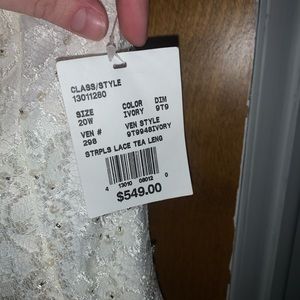 CLASS/STYLE
13011260
SIZE COLOR DIM
20W IVORY 9T9
VEN # VEN STYLE
298 9T9948IVORY
STRPLS LACE TEA LENG
4 13010 08012 0
$549.00